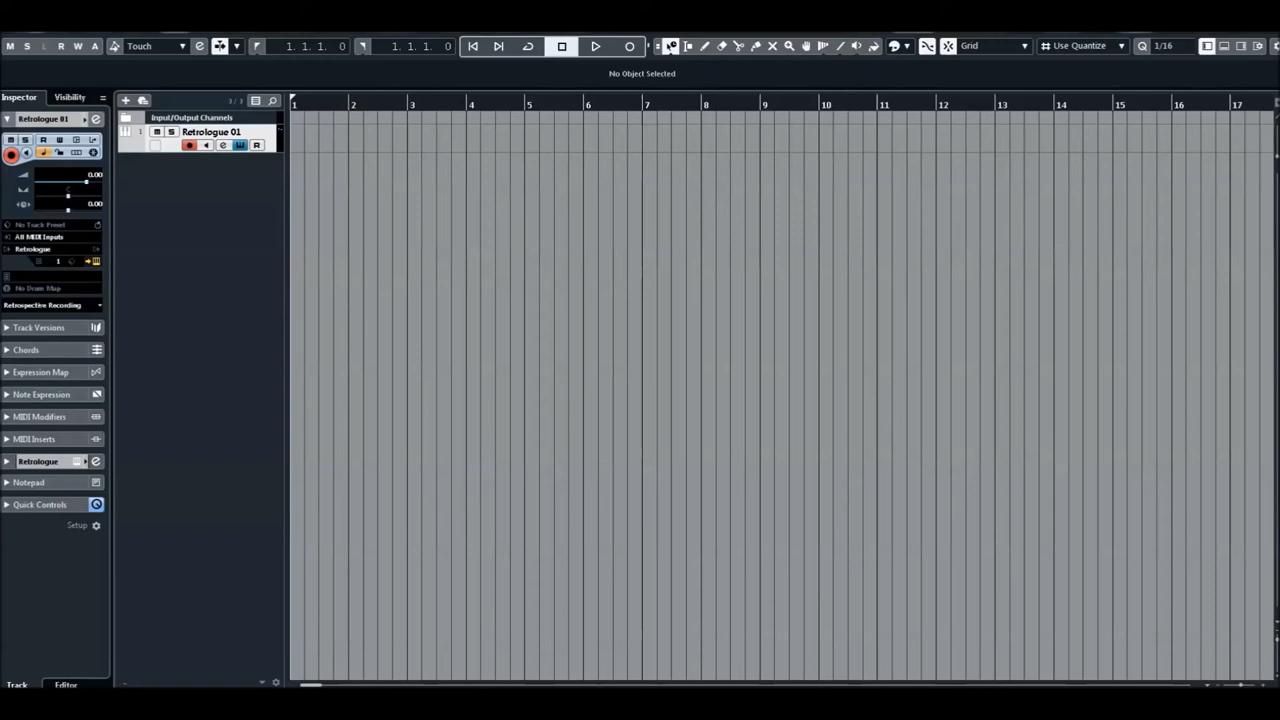 M S L R W A Touch 1. 1. 1. 0 1. 1. 1. 0 Grid Use Quantize 1/16
No Object Selected
Inspector Visibility
3 / 3
1 2 3 4 5 6 7 8 9 10 11 12 13 14 15 16 17
Retrologue 01
Input/Output Channels
1 M S Retrologue 01
M S R W
R
0.00
C
0.00
No Track Preset
All MIDI Inputs
Retrologue
1
No Drum Map
Retrospective Recording
Track Versions
Chords
Expression Map
Note Expression
MIDI Modifiers
MIDI Inserts
Retrologue
Notepad
Quick Controls
Setup
Track Editor